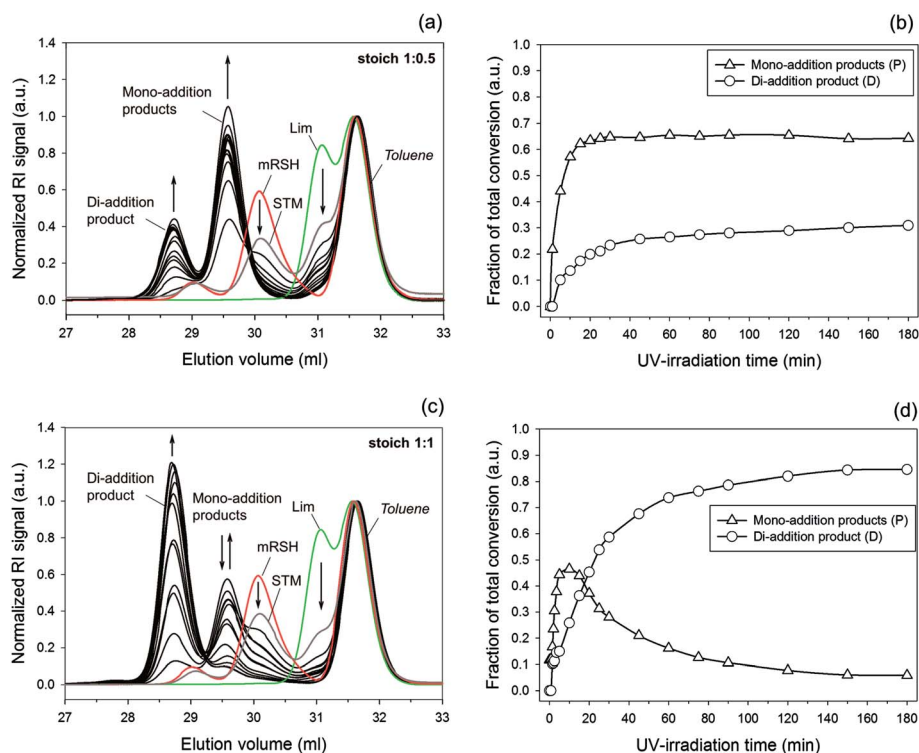 (a)
stoich 1:0.5
Mono-addition
products
Lim
mRSH
Toluene
STM
Di-addition
product
Normalized RI signal (a.u.)
1.4
1.2
1.0
0.8
0.6
0.4
0.2
0.0
27 28 29 30 31 32 33
Elution volume (ml)
(b)
Mono-addition products (P)
Di-addition product (D)
Fraction of total conversion
1.0
0.9
0.8
0.7
0.6
0.5
0.4
0.3
0.2
0.1
0.0
0 20 40 60 80 100 120 140 160 180
UV-irradiation time (min)
(c)
stoich 1:1
Di-addition
product
Mono-addition
products
Lim
mRSH
Toluene
STM
Normalized RI signal (a.u.)
1.4
1.2
1.0
0.8
0.6
0.4
0.2
0.0
27 28 29 30 31 32 33
Elution volume (ml)
(d)
Mono-addition products (P)
Di-addition product (D)
Fraction of total conversion
1.0
0.9
0.8
0.7
0.6
0.5
0.4
0.3
0.2
0.1
0.0
0 20 40 60 80 100 120 140 160 180
UV-irradiation time (min)